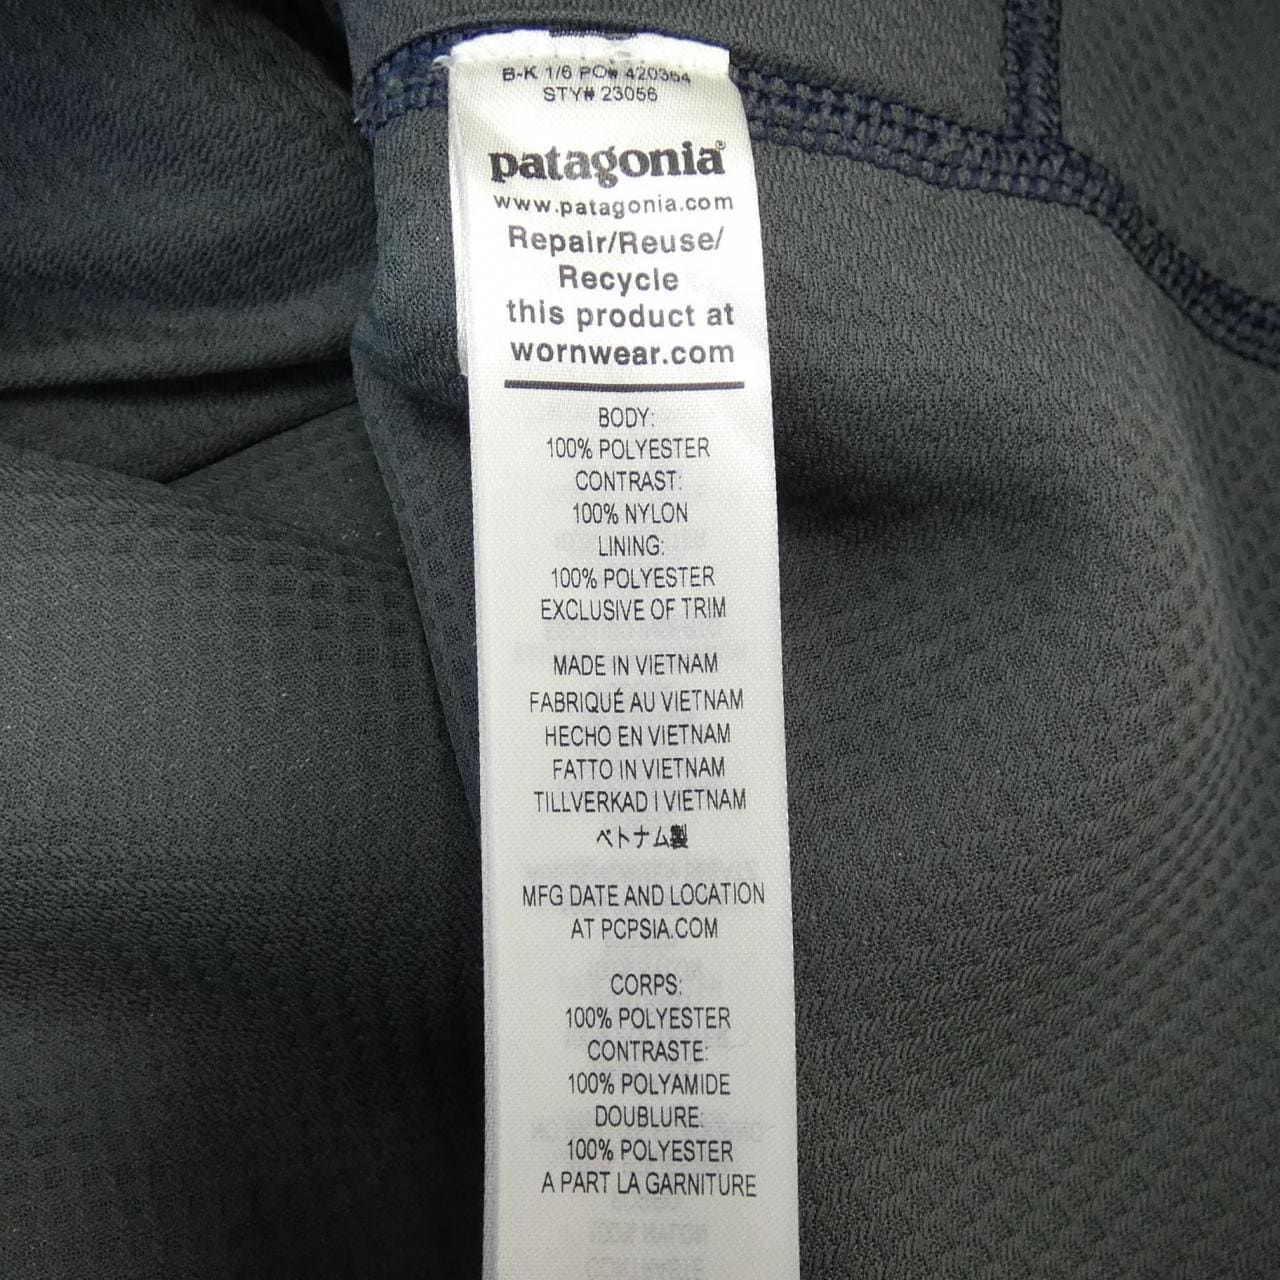 B-K 1/6 PO# 420364
STY# 23056
patagonia®
www.patagonia.com
Repair/Reuse/
Recycle
this product at
wornwear.com
BODY:
100% POLYESTER
CONTRAST:
100% NYLON
LINING:
100% POLYESTER
EXCLUSIVE OF TRIM
MADE IN VIETNAM
FABRIQUÉ AU VIETNAM
HECHO EN VIETNAM
FATTO IN VIETNAM
TILLVERKAD I VIETNAM
ベトナム製
MFG DATE AND LOCATION
AT PCPSIA.COM
CORPS:
100% POLYESTER
CONTRASTE:
100% POLYAMIDE
DOUBLURE:
100% POLYESTER
A PART LA GARNITURE